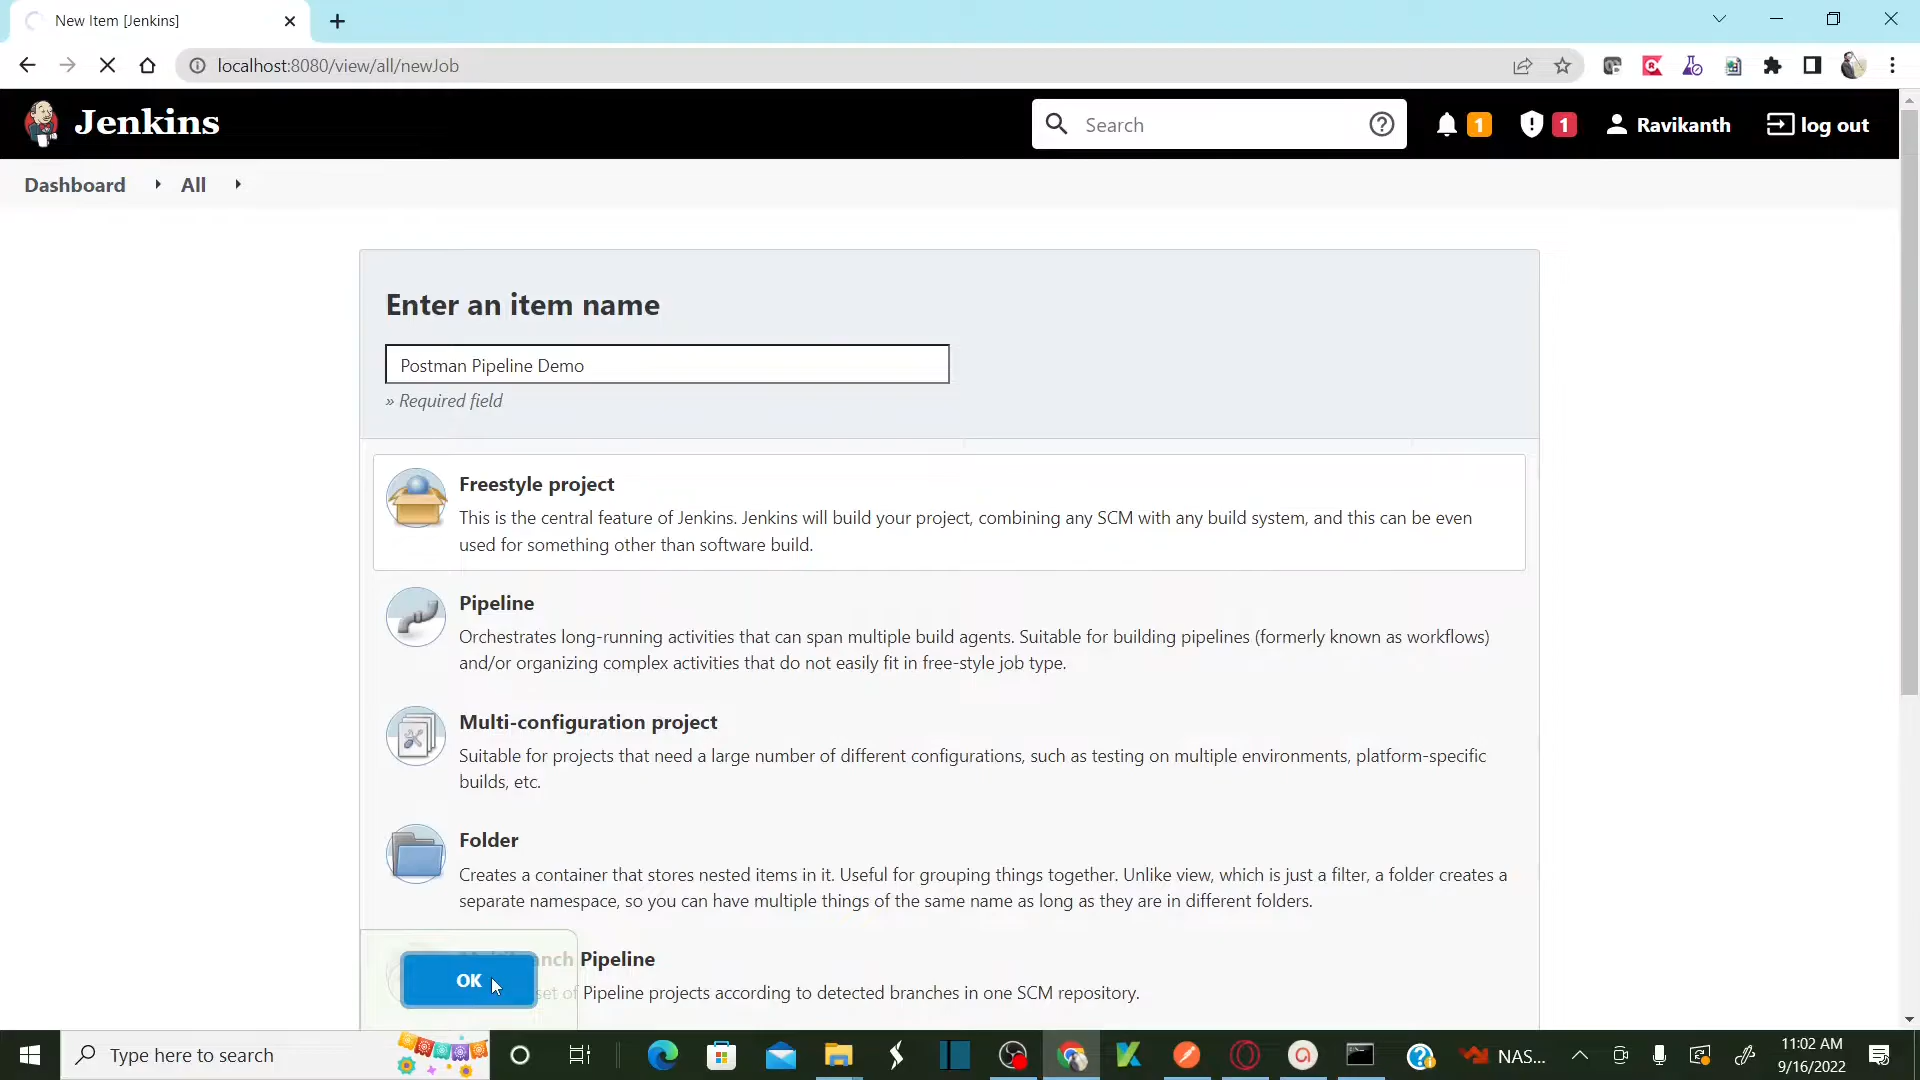 New Item [Jenkins]
localhost:8080/view/all/newJob
Jenkins
Search
1
1
Ravikanth
log out
Dashboard
All
Enter an item name
Postman Pipeline Demo
» Required field
Freestyle project
This is the central feature of Jenkins. Jenkins will build your project, combining any SCM with any build system, and this can be even
used for something other than software build.
Pipeline
Orchestrates long-running activities that can span multiple build agents. Suitable for building pipelines (formerly known as workflows)
and/or organizing complex activities that do not easily fit in free-style job type.
Multi-configuration project
Suitable for projects that need a large number of different configurations, such as testing on multiple environments, platform-specific
builds, etc.
Folder
Creates a container that stores nested items in it. Useful for grouping things together. Unlike view, which is just a filter, a folder creates a
separate namespace, so you can have multiple things of the same name as long as they are in different folders.
Pipeline
OK
set of Pipeline projects according to detected branches in one SCM repository.
Type here to search
NAS...
11:02 AM
9/16/2022